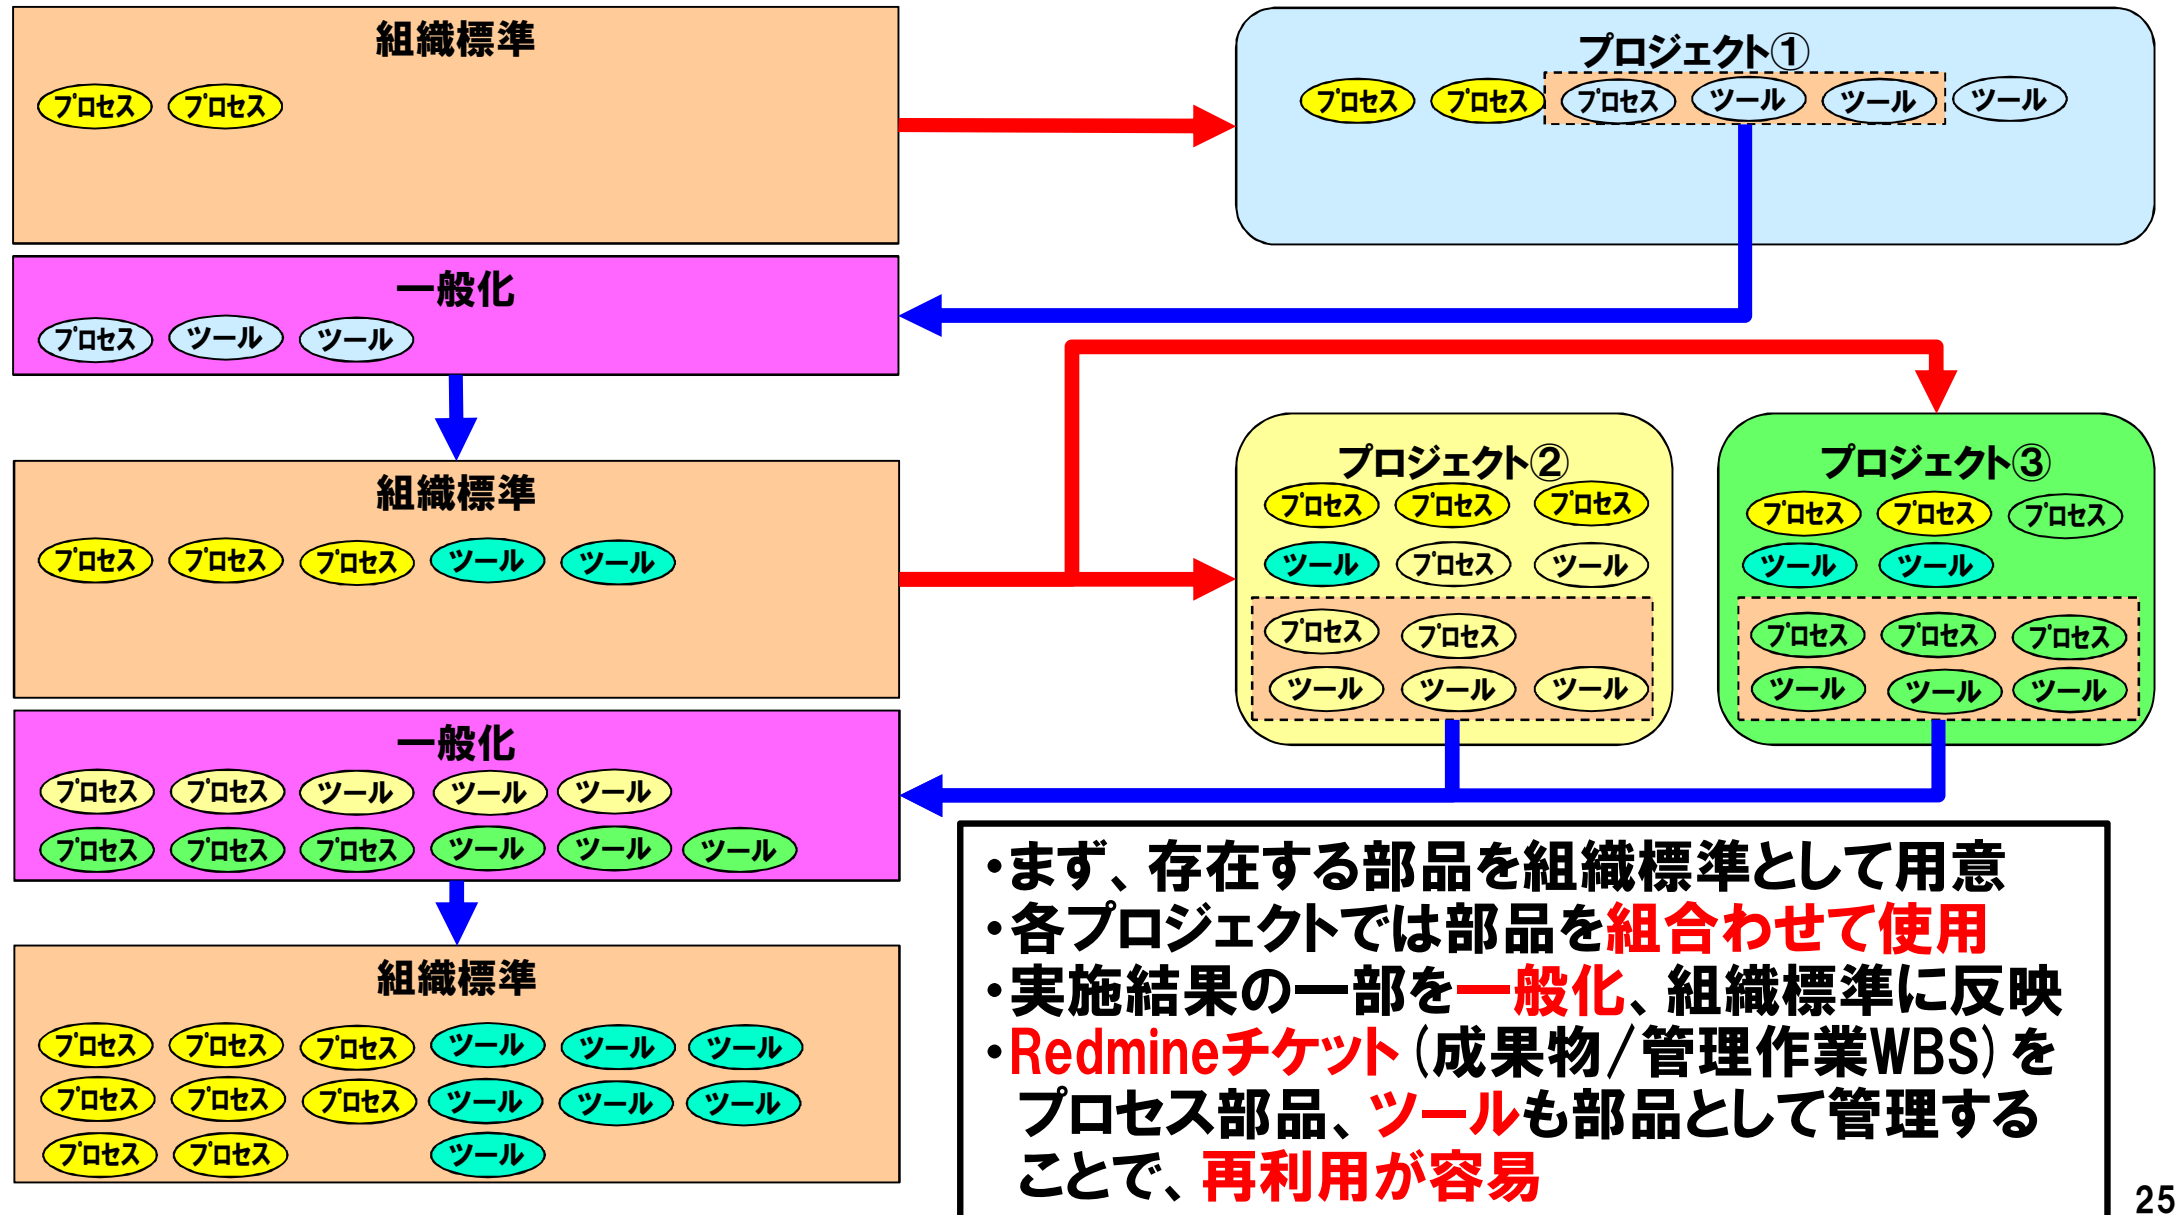 組織標準
プロセス プロセス
プロジェクト①
プロセス プロセス プロセス ツール ツール ツール
一般化
プロセス ツール ツール
組織標準
プロセス プロセス プロセス ツール ツール
プロジェクト②
プロセス プロセス プロセス
ツール プロセス ツール
プロセス プロセス
ツール ツール ツール
プロジェクト③
プロセス プロセス プロセス
ツール ツール
プロセス プロセス プロセス
ツール ツール ツール
一般化
プロセス プロセス ツール ツール ツール
プロセス プロセス プロセス ツール ツール ツール
組織標準
プロセス プロセス プロセス ツール ツール ツール
プロセス プロセス プロセス ツール ツール ツール
プロセス プロセス ツール
・まず、存在する部品を組織標準として用意
・各プロジェクトでは部品を組合わせて使用
・実施結果の一部を一般化、組織標準に反映
・Redmineチケット(成果物/管理作業WBS)を
プロセス部品、ツールも部品として管理する
ことで、再利用が容易
25